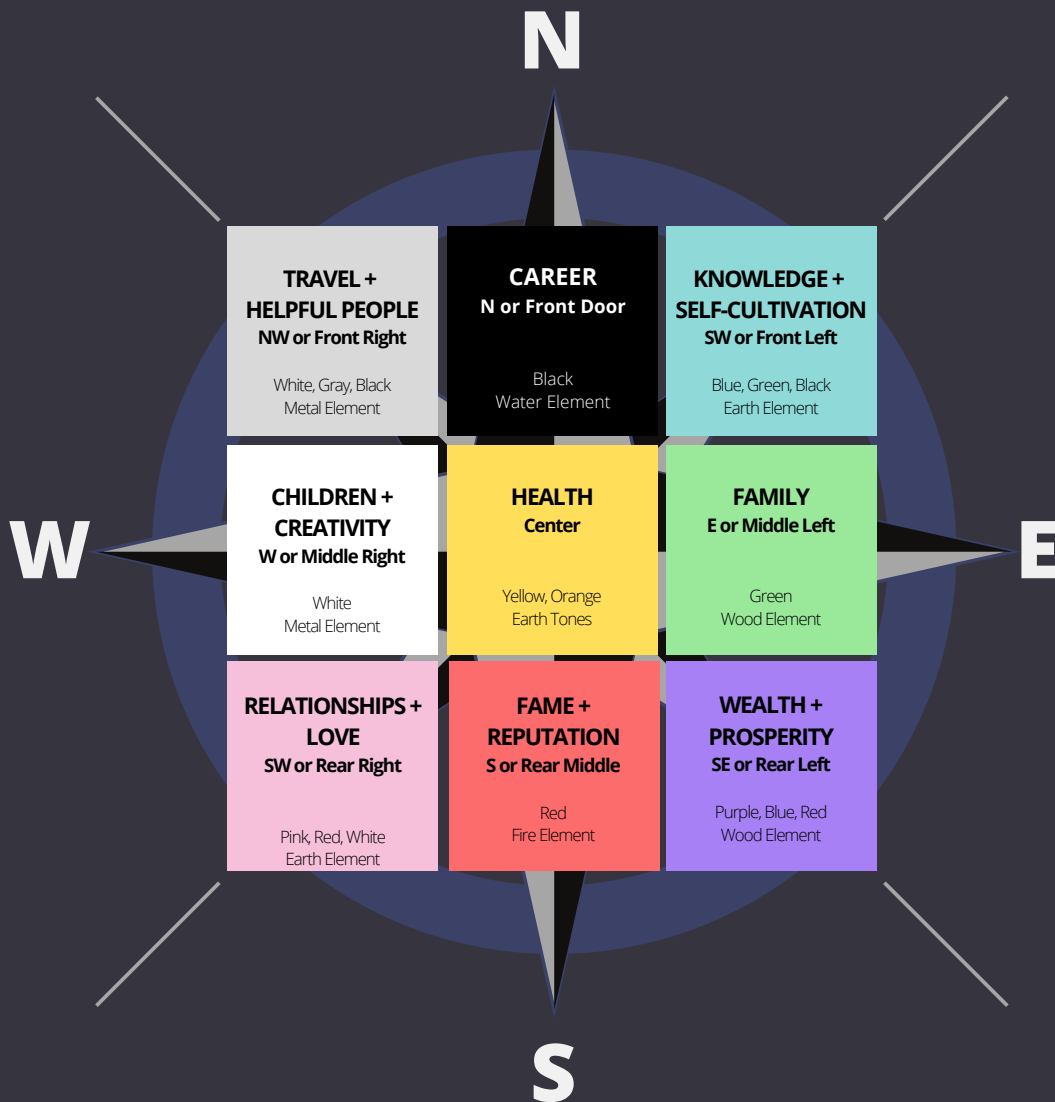 N
TRAVEL +
HELPFUL PEOPLE
NW or Front Right
White, Gray, Black
Metal Element
CAREER
N or Front Door
Black
Water Element
KNOWLEDGE +
SELF-CULTIVATION
SW or Front Left
Blue, Green, Black
Earth Element
W
CHILDREN +
CREATIVITY
W or Middle Right
White
Metal Element
HEALTH
Center
Yellow, Orange
Earth Tones
FAMILY
E or Middle Left
Green
Wood Element
E
RELATIONSHIPS +
LOVE
SW or Rear Right
Pink, Red, White
Earth Element
FAME +
REPUTATION
S or Rear Middle
Red
Fire Element
WEALTH +
PROSPERITY
SE or Rear Left
Purple, Blue, Red
Wood Element
S